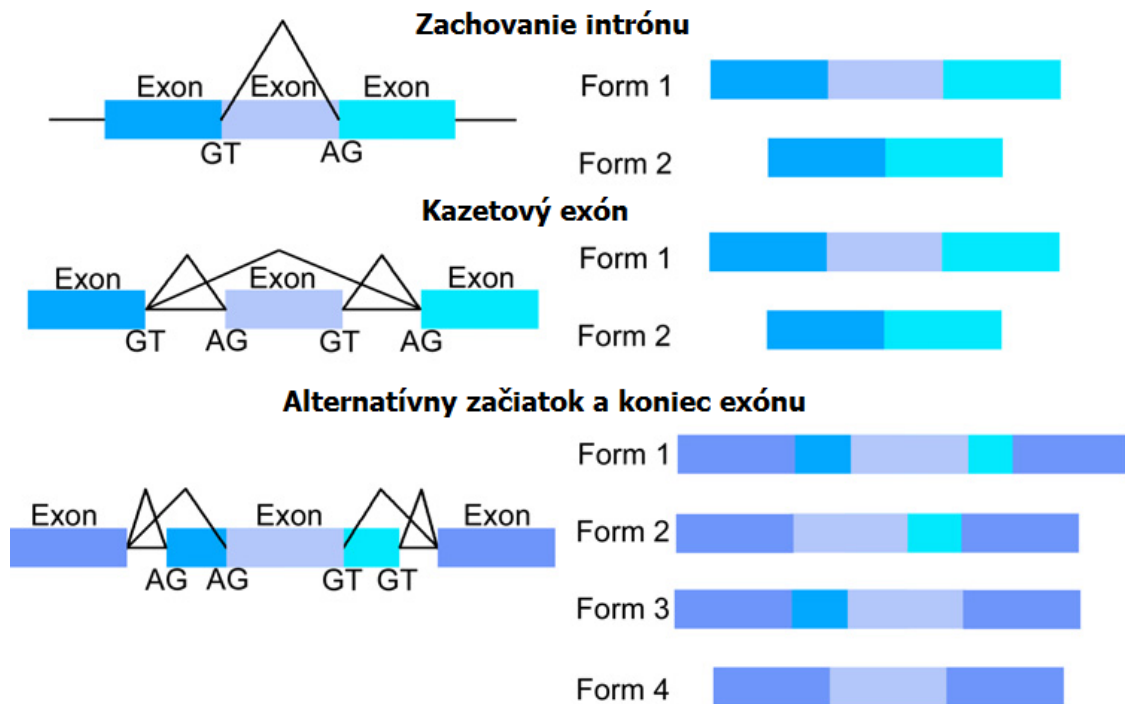 Zachovanie intrónu
Exon Exon Exon
GT AG
Form 1
Form 2
Kazetový exón
Exon Exon Exon
GT AG GT AG
Form 1
Form 2
Alternatívny začiatok a koniec exónu
Exon Exon Exon
AG AG GT GT
Form 1
Form 2
Form 3
Form 4